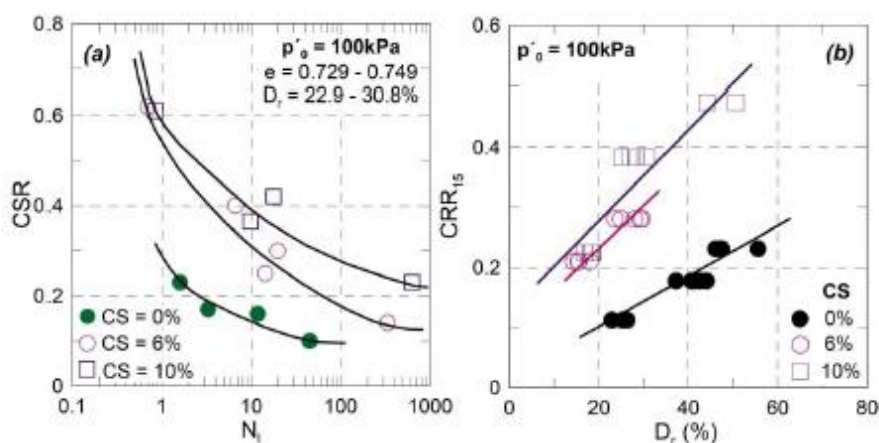 (a)
p´₀ = 100kPa
e = 0.729 - 0.749
Dᵣ = 22.9 - 30.8%
0.8
0.6
0.4
0.2
0
CSR
CS = 0%
CS = 6%
CS = 10%
0.1
1
10
100
1000
Nₗ
p´₀ = 100kPa
(b)
0.6
0.4
0.2
0
CRR₁₅
CS
0%
6%
10%
0
20
40
60
80
Dᵣ (%)